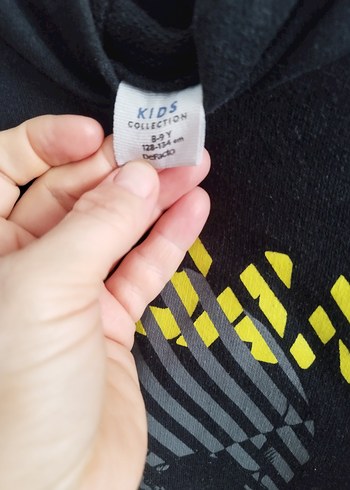 KIDS
COLLECTION
8-9 Y
128-134 cm
DeFacto